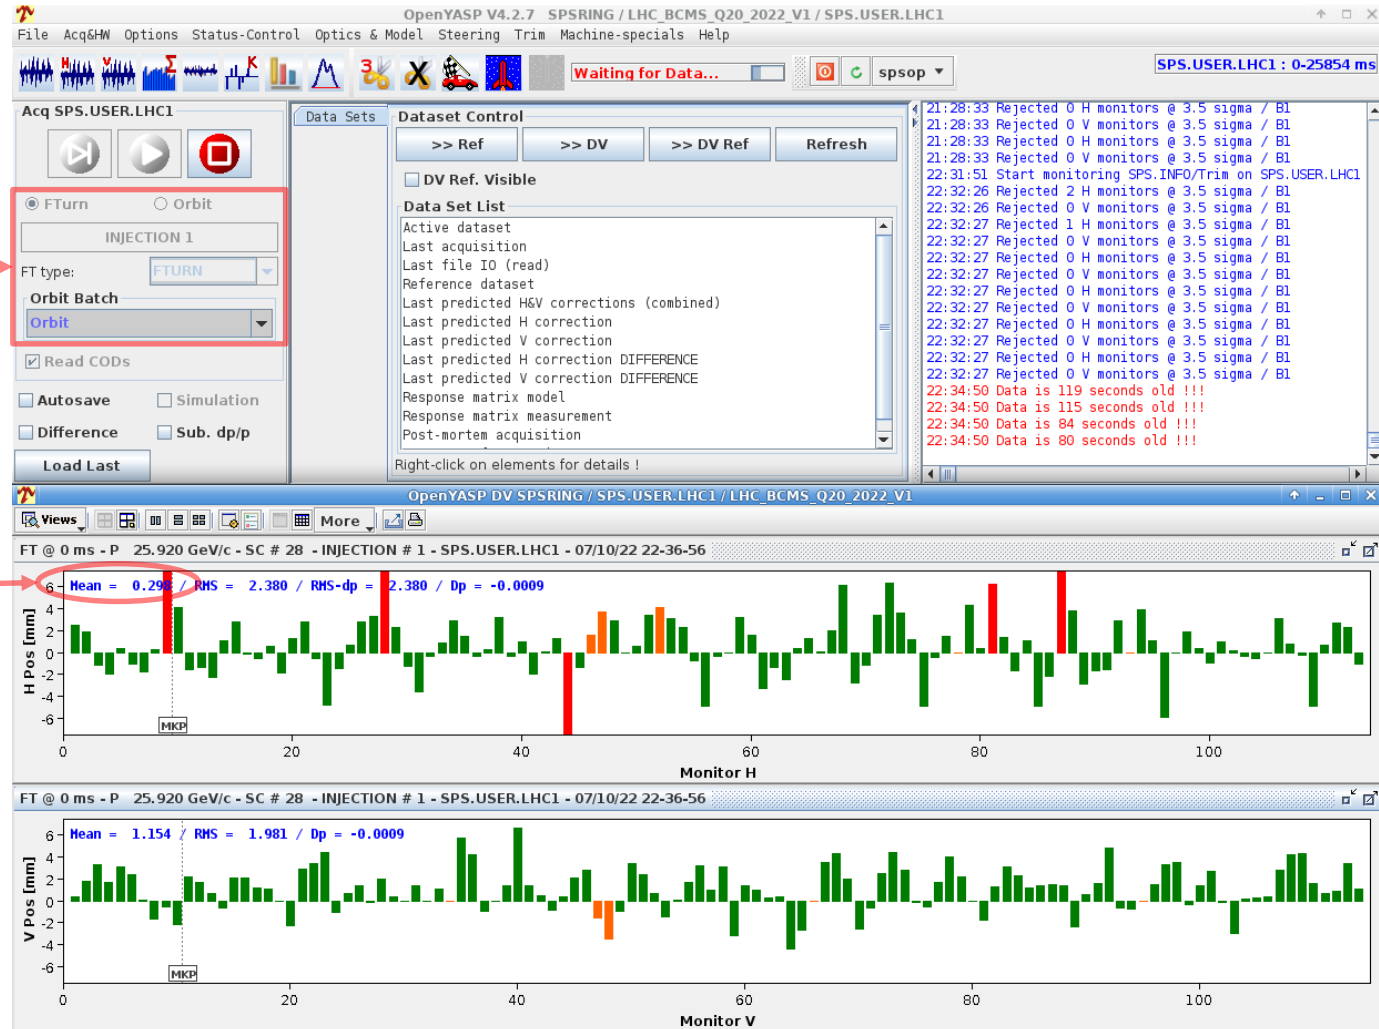 OpenYASP V4.2.7 SPSRING / LHC_BCMS_Q20_2022_V1 / SPS.USER.LHC1
File Acq&HW Options Status-Control Optics & Model Steering Trim Machine-specials Help
H V Σ K 3 X
Waiting for Data...
spsop
SPS.USER.LHC1 : 0-25854 ms
Acq SPS.USER.LHC1
FTurn Orbit
INJECTION 1
FT type: FTURN
Orbit Batch
Orbit
Read CODs
Autosave Simulation
Difference Sub. dp/p
Load Last
Data Sets
Dataset Control
>> Ref >> DV >> DV Ref Refresh
DV Ref. Visible
Data Set List
Active dataset
Last acquisition
Last file IO (read)
Reference dataset
Last predicted H&V corrections (combined)
Last predicted H correction
Last predicted V correction
Last predicted H correction DIFFERENCE
Last predicted V correction DIFFERENCE
Response matrix model
Response matrix measurement
Post-mortem acquisition
Right-click on elements for details !
21:28:33 Rejected 0 H monitors @ 3.5 sigma / B1
21:28:33 Rejected 0 V monitors @ 3.5 sigma / B1
21:28:33 Rejected 0 H monitors @ 3.5 sigma / B1
21:28:33 Rejected 0 V monitors @ 3.5 sigma / B1
22:31:51 Start monitoring SPS.INFO/Trim on SPS.USER.LHC1
22:32:26 Rejected 2 H monitors @ 3.5 sigma / B1
22:32:26 Rejected 0 V monitors @ 3.5 sigma / B1
22:32:27 Rejected 1 H monitors @ 3.5 sigma / B1
22:32:27 Rejected 0 V monitors @ 3.5 sigma / B1
22:32:27 Rejected 0 H monitors @ 3.5 sigma / B1
22:32:27 Rejected 0 V monitors @ 3.5 sigma / B1
22:32:27 Rejected 0 H monitors @ 3.5 sigma / B1
22:32:27 Rejected 0 V monitors @ 3.5 sigma / B1
22:32:27 Rejected 0 H monitors @ 3.5 sigma / B1
22:32:27 Rejected 0 V monitors @ 3.5 sigma / B1
22:32:27 Rejected 0 H monitors @ 3.5 sigma / B1
22:32:27 Rejected 0 V monitors @ 3.5 sigma / B1
22:34:50 Data is 119 seconds old !!!
22:34:50 Data is 115 seconds old !!!
22:34:50 Data is 84 seconds old !!!
22:34:50 Data is 80 seconds old !!!
OpenYASP DV SPSRING / SPS.USER.LHC1 / LHC_BCMS_Q20_2022_V1
Views More
FT @ 0 ms - P 25.920 GeV/c - SC # 28 - INJECTION # 1 - SPS.USER.LHC1 - 07/10/22 22-36-56
Mean = 0.298 / RMS = 2.380 / RMS-dp = 2.380 / Dp = -0.0009
H Pos [mm]
6
4
2
0
-2
-4
-6
MKP
0 20 40 60 80 100
Monitor H
FT @ 0 ms - P 25.920 GeV/c - SC # 28 - INJECTION # 1 - SPS.USER.LHC1 - 07/10/22 22-36-56
Mean = 1.154 / RMS = 1.981 / Dp = -0.0009
V Pos [mm]
6
4
2
0
-2
-4
-6
MKP
0 20 40 60 80 100
Monitor V